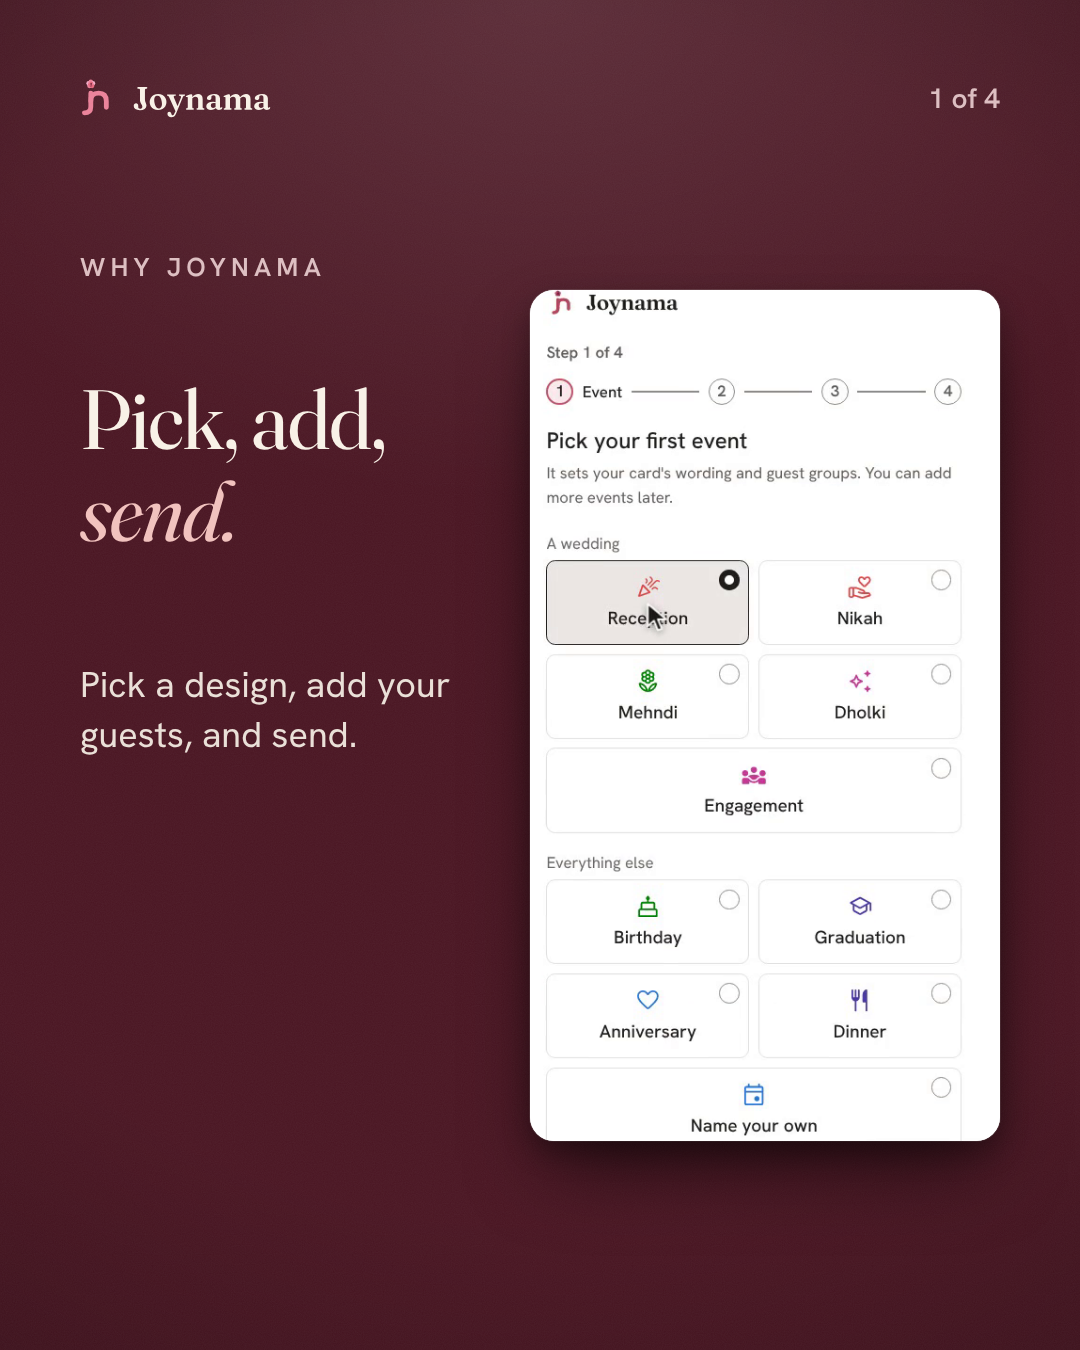 Joynama
1 of 4
WHY JOYNAMA
Pick, add,
send.
Pick a design, add your
guests, and send.
Joynama
Step 1 of 4
1 Event 2 3 4
Pick your first event
It sets your card's wording and guest groups. You can add
more events later.
A wedding
Reception
Nikah
Mehndi
Dholki
Engagement
Everything else
Birthday
Graduation
Anniversary
Dinner
Name your own